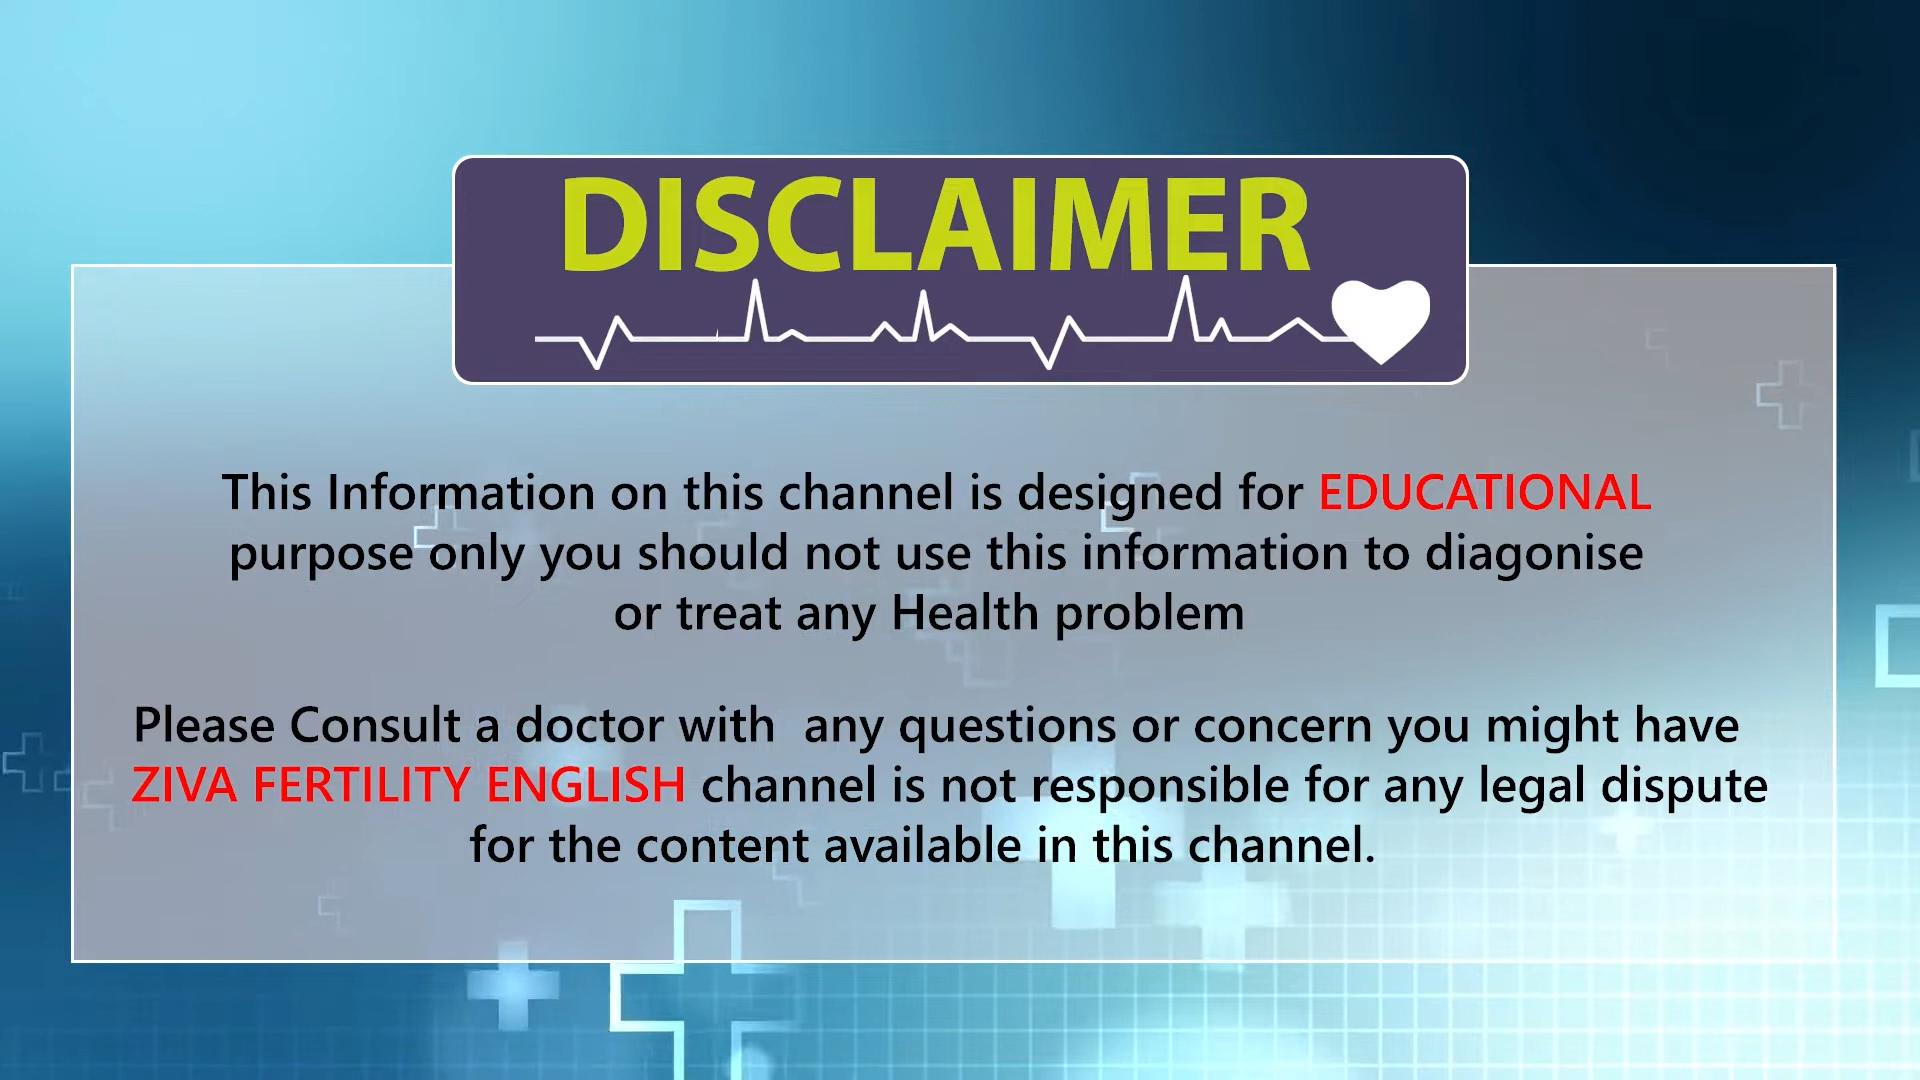 DISCLAIMER
This Information on this channel is designed for EDUCATIONAL
purpose only you should not use this information to diagonise
or treat any Health problem
Please Consult a doctor with  any questions or concern you might have
ZIVA FERTILITY ENGLISH channel is not responsible for any legal dispute
for the content available in this channel.